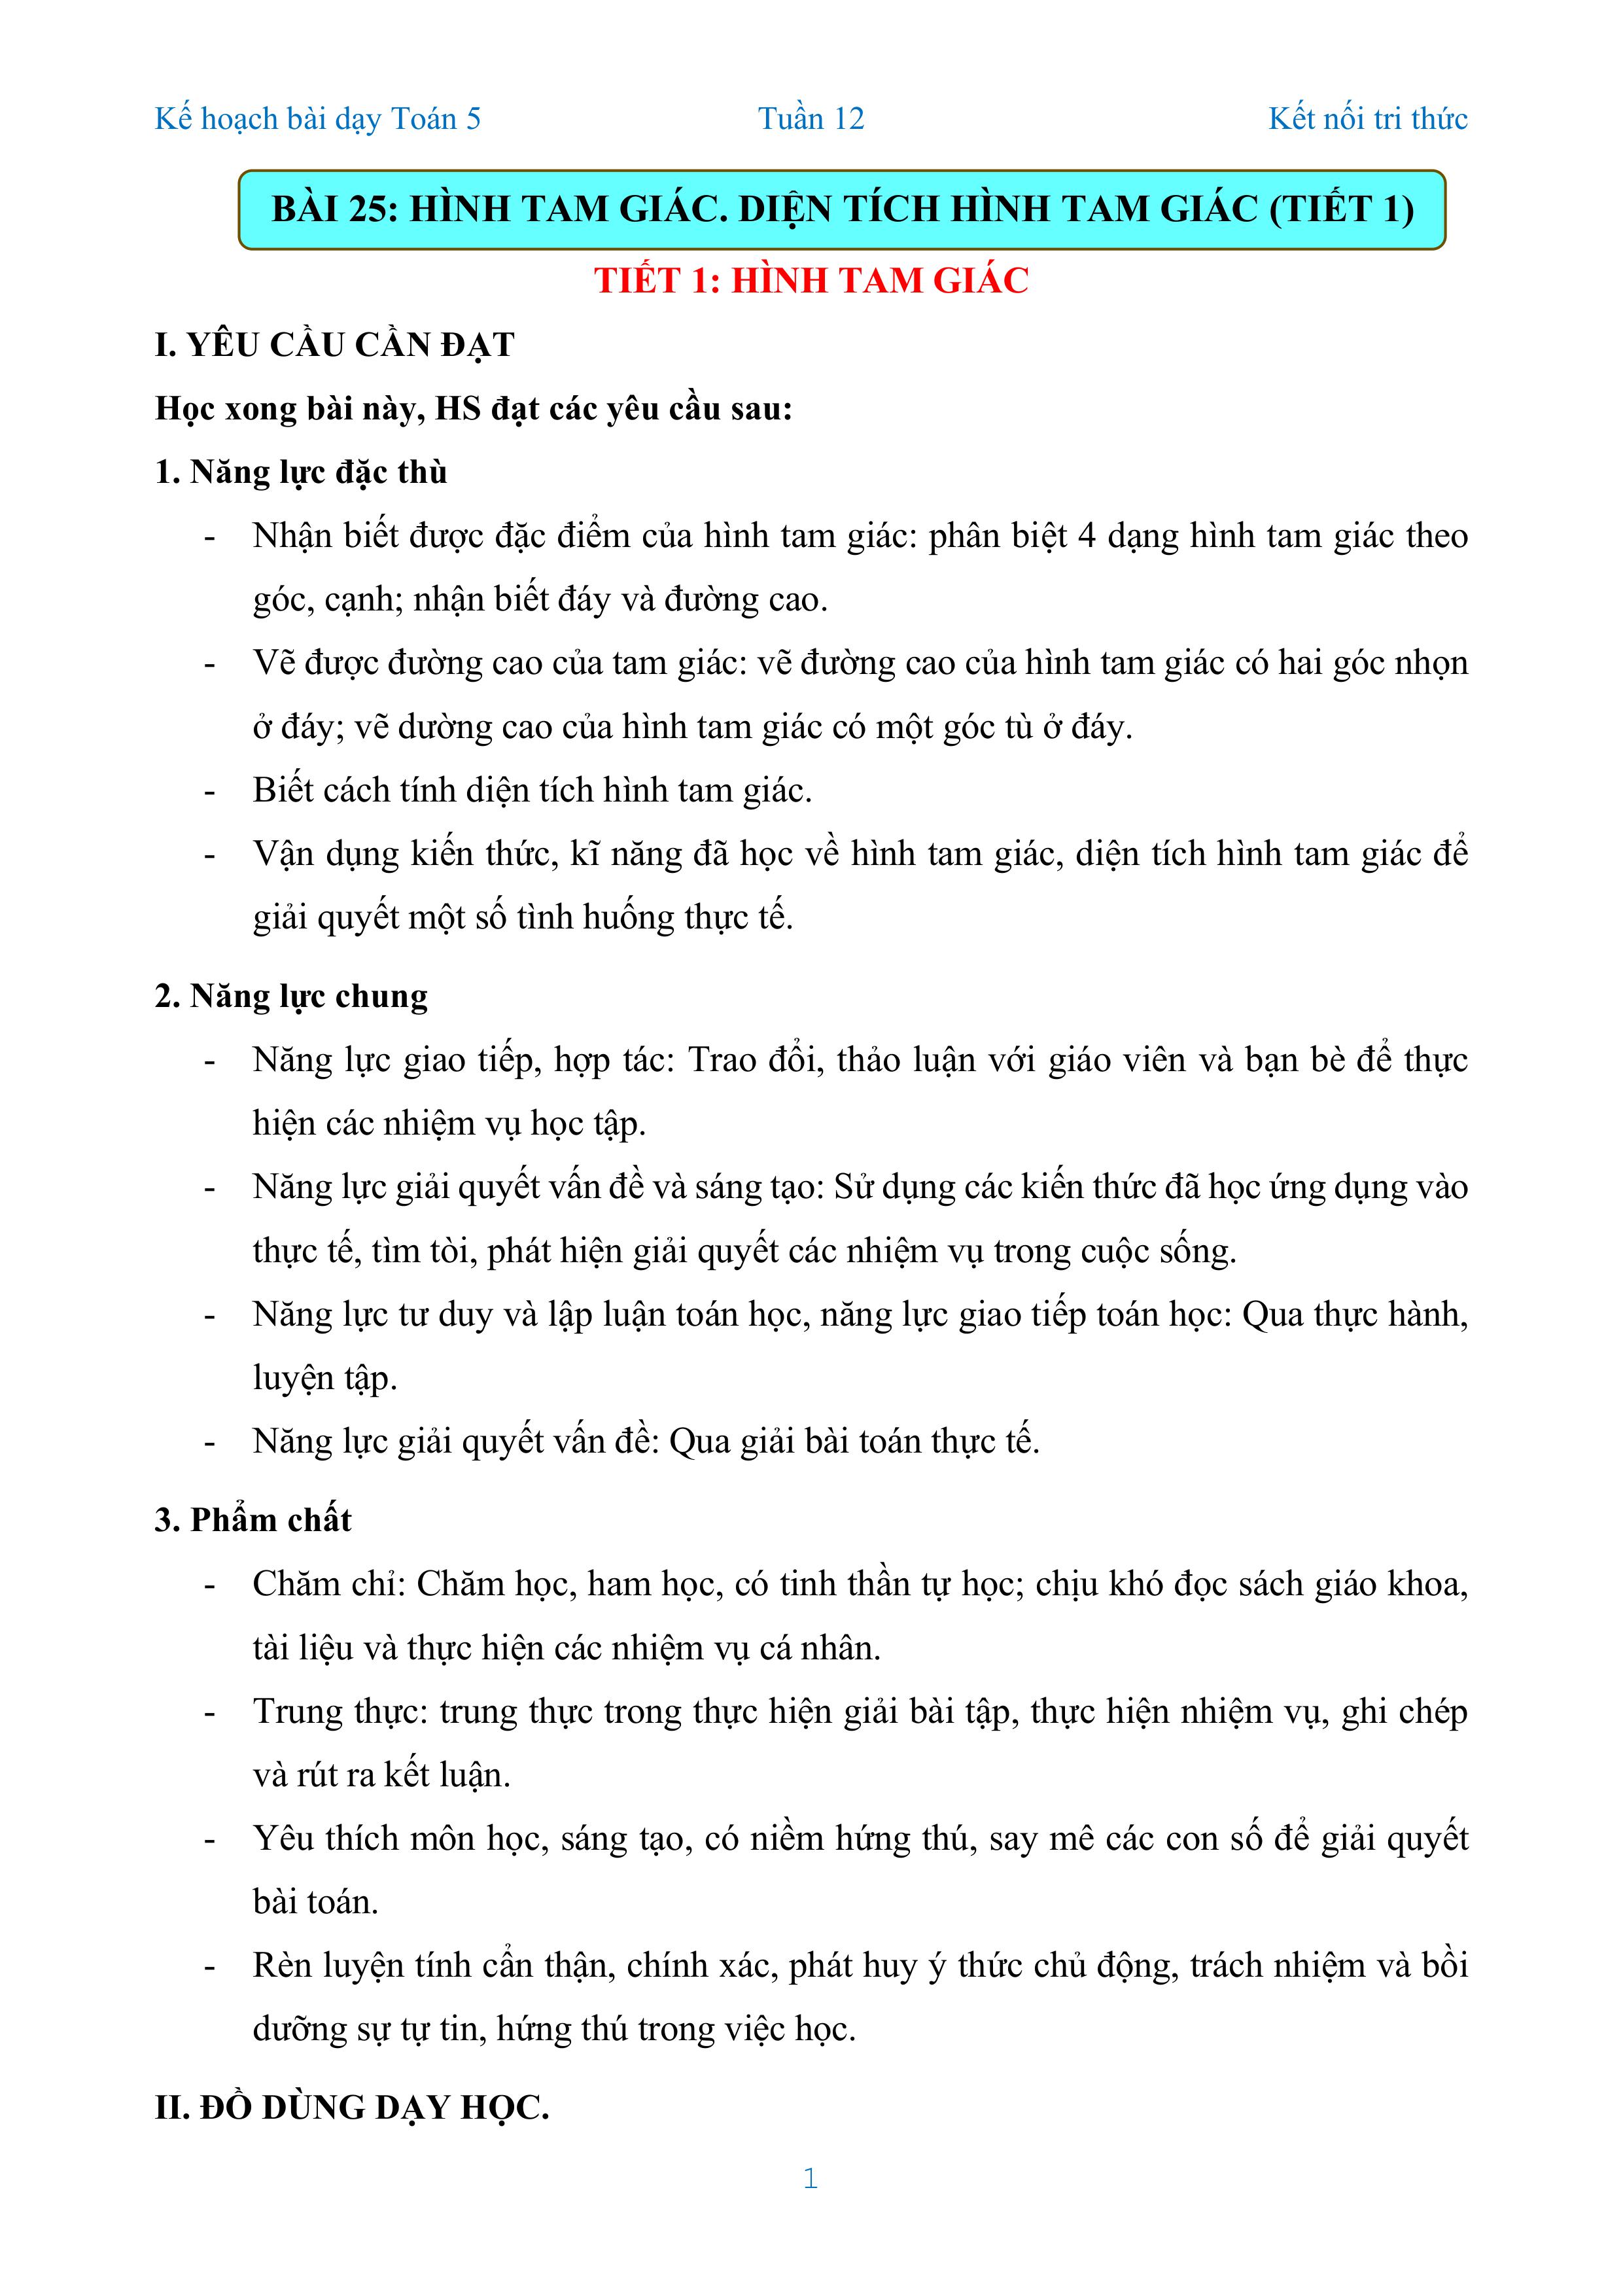 Kế hoạch bài dạy Toán 5 Tuần 12 Kết nối tri thức
BÀI 25: HÌNH TAM GIÁC. DIỆN TÍCH HÌNH TAM GIÁC (TIẾT 1)
TIẾT 1: HÌNH TAM GIÁC
I. YÊU CẦU CẦN ĐẠT
Học xong bài này, HS đạt các yêu cầu sau:
1. Năng lực đặc thù
- Nhận biết được đặc điểm của hình tam giác: phân biệt 4 dạng hình tam giác theo
góc, cạnh; nhận biết đáy và đường cao.
- Vẽ được đường cao của tam giác: vẽ đường cao của hình tam giác có hai góc nhọn
ở đáy; vẽ dường cao của hình tam giác có một góc tù ở đáy.
- Biết cách tính diện tích hình tam giác.
- Vận dụng kiến thức, kĩ năng đã học về hình tam giác, diện tích hình tam giác để
giải quyết một số tình huống thực tế.
2. Năng lực chung
- Năng lực giao tiếp, hợp tác: Trao đổi, thảo luận với giáo viên và bạn bè để thực
hiện các nhiệm vụ học tập.
- Năng lực giải quyết vấn đề và sáng tạo: Sử dụng các kiến thức đã học ứng dụng vào
thực tế, tìm tòi, phát hiện giải quyết các nhiệm vụ trong cuộc sống.
- Năng lực tư duy và lập luận toán học, năng lực giao tiếp toán học: Qua thực hành,
luyện tập.
- Năng lực giải quyết vấn đề: Qua giải bài toán thực tế.
3. Phẩm chất
- Chăm chỉ: Chăm học, ham học, có tinh thần tự học; chịu khó đọc sách giáo khoa,
tài liệu và thực hiện các nhiệm vụ cá nhân.
- Trung thực: trung thực trong thực hiện giải bài tập, thực hiện nhiệm vụ, ghi chép
và rút ra kết luận.
- Yêu thích môn học, sáng tạo, có niềm hứng thú, say mê các con số để giải quyết
bài toán.
- Rèn luyện tính cẩn thận, chính xác, phát huy ý thức chủ động, trách nhiệm và bồi
dưỡng sự tự tin, hứng thú trong việc học.
II. ĐỒ DÙNG DẠY HỌC.
1